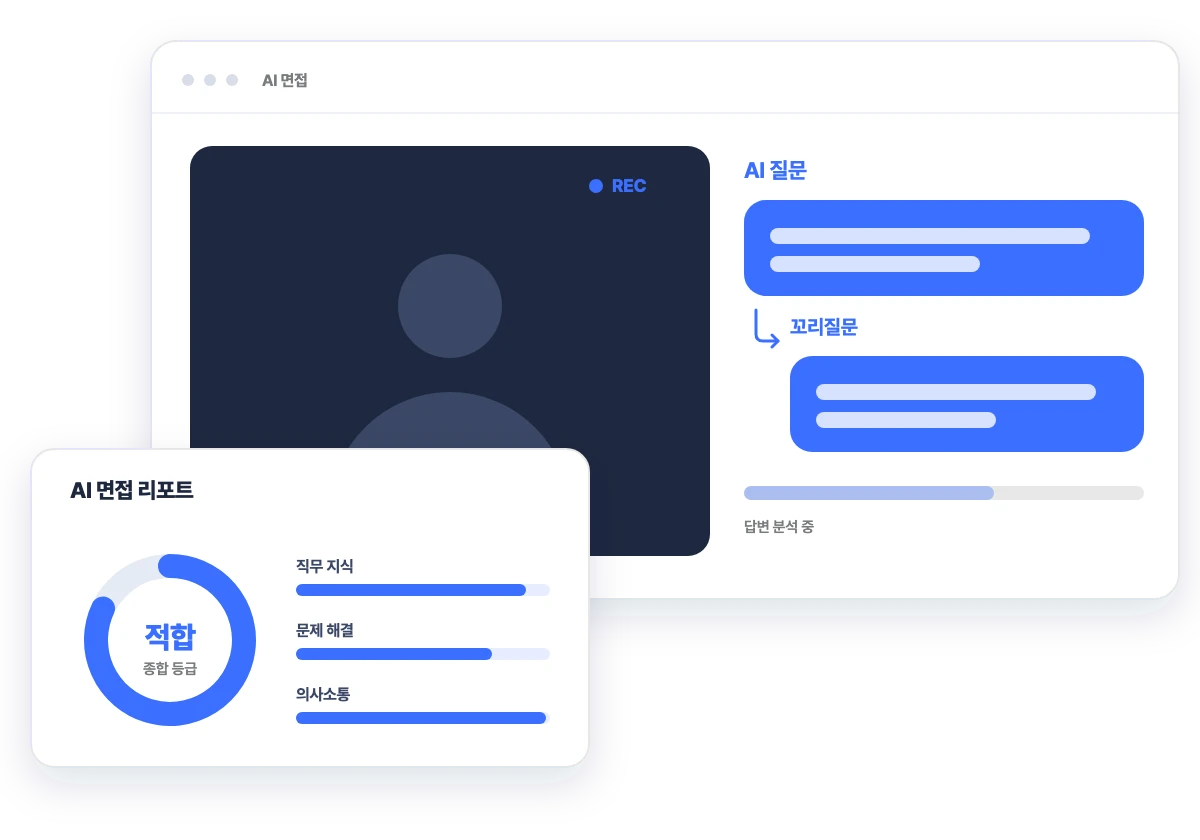 AI 면접
REC
AI 질문
꼬리질문
답변 분석 중
AI 면접 리포트
적합
종합 등급
직무 지식
문제 해결
의사소통